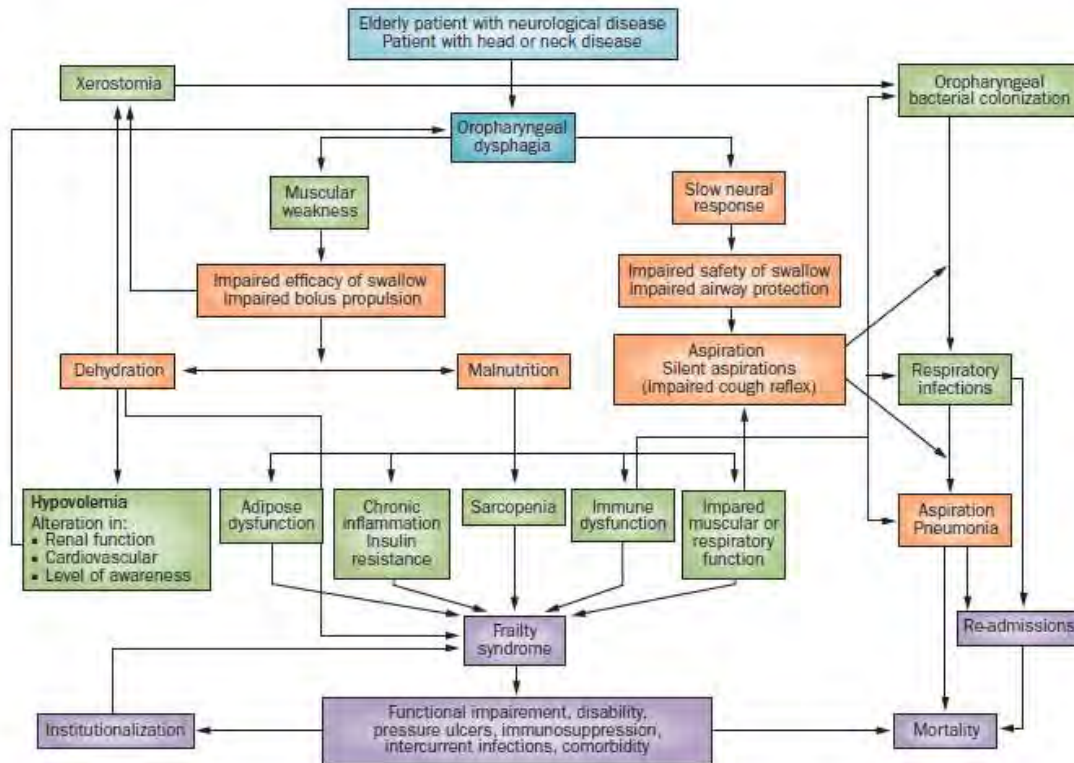 Elderly patient with neurological disease
Patient with head or neck disease
Xerostomia
Oropharyngeal
bacterial colonization
Oropharyngeal
dysphagia
Muscular
weakness
Slow neural
response
Impaired efficacy of swallow
Impaired bolus propulsion
Impaired safety of swallow
Impaired airway protection
Dehydration
Malnutrition
Aspiration
Silent aspirations
(impaired cough reflex)
Respiratory
infections
Hypovolemia
Alteration in:
▪ Renal function
▪ Cardiovascular
▪ Level of awareness
Adipose
dysfunction
Chronic
inflammation
Insulin
resistance
Sarcopenia
Immune
dysfunction
Impared
muscular or
respiratory
function
Aspiration
Pneumonia
Frailty
syndrome
Re-admissions
Institutionalization
Functional impairment, disability,
pressure ulcers, immunosuppression,
intercurrent infections, comorbidity
Mortality